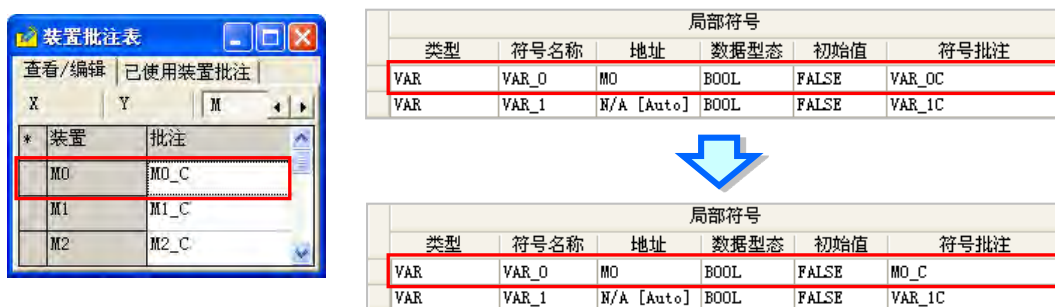 装置批注表
查看/编辑 已使用装置批注
X Y M
* 装置 批注
M0 M0_C
M1 M1_C
M2 M2_C
局部符号
类型 符号名称 地址 数据型态 初始值 符号批注
VAR VAR_0 M0 BOOL FALSE VAR_0C
VAR VAR_1 N/A [Auto] BOOL FALSE VAR_1C
局部符号
类型 符号名称 地址 数据型态 初始值 符号批注
VAR VAR_0 M0 BOOL FALSE M0_C
VAR VAR_1 N/A [Auto] BOOL FALSE VAR_1C